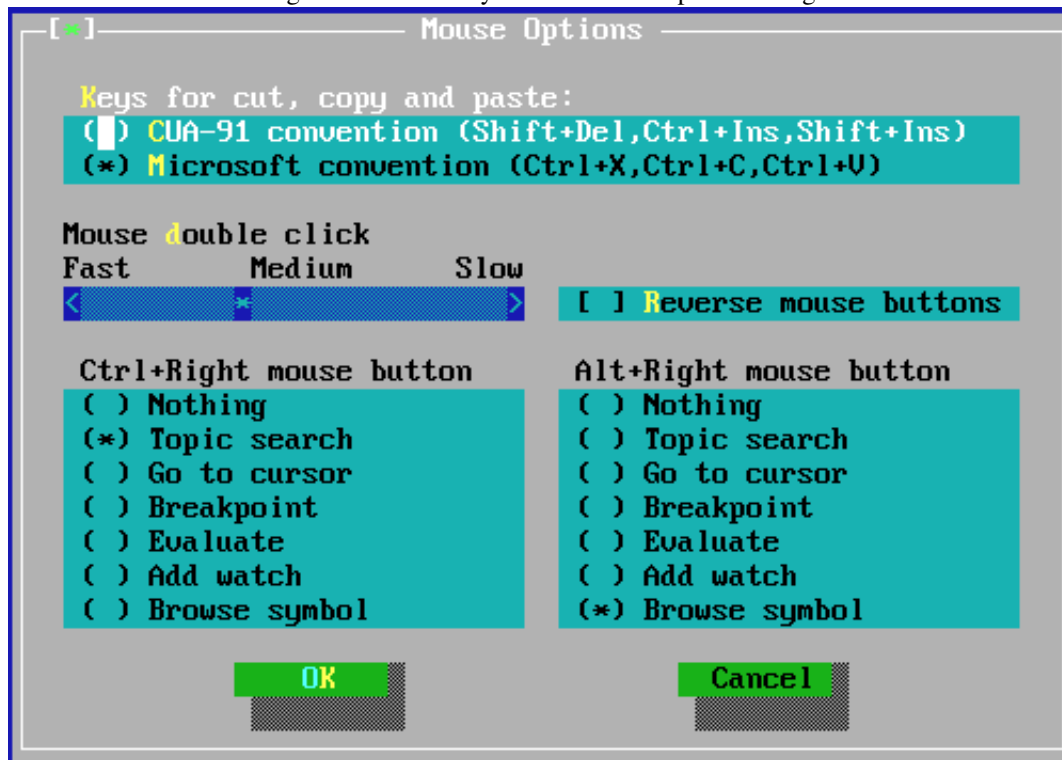 [*] Mouse Options
Keys for cut, copy and paste:
( ) CUA-91 convention (Shift+Del,Ctrl+Ins,Shift+Ins)
(*) Microsoft convention (Ctrl+X,Ctrl+C,Ctrl+V)
Mouse double click
Fast Medium Slow
< * >
[ ] Reverse mouse buttons
Ctrl+Right mouse button
( ) Nothing
(*) Topic search
( ) Go to cursor
( ) Breakpoint
( ) Evaluate
( ) Add watch
( ) Browse symbol
Alt+Right mouse button
( ) Nothing
( ) Topic search
( ) Go to cursor
( ) Breakpoint
( ) Evaluate
( ) Add watch
(*) Browse symbol
OK
Cancel